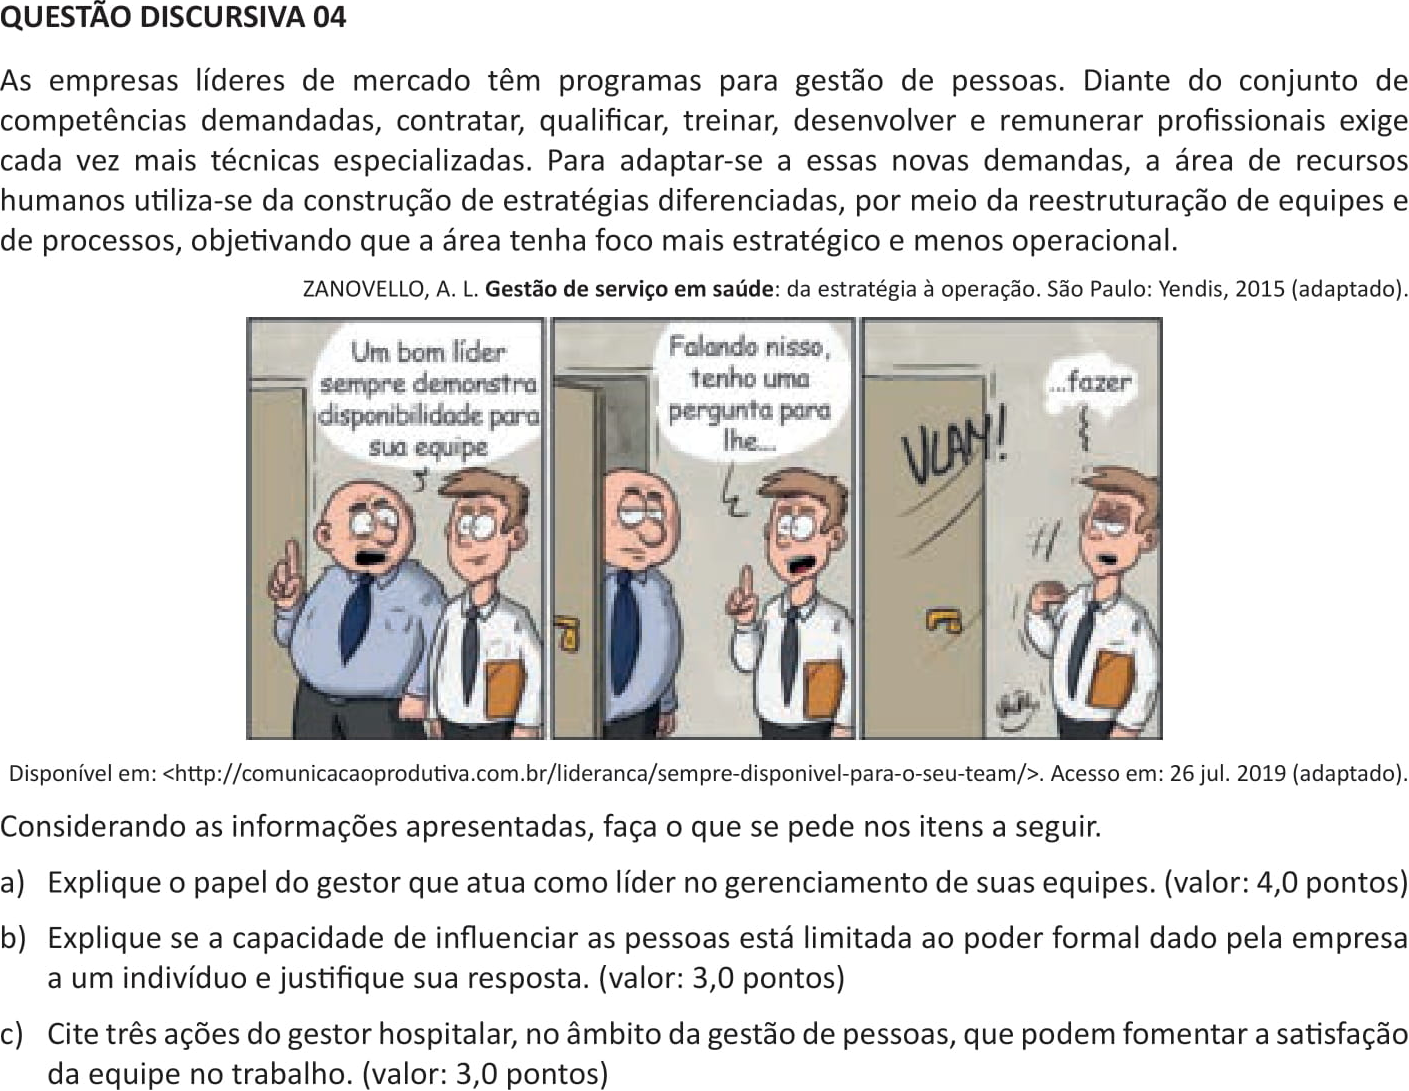 QUESTÃO DISCURSIVA 04
As empresas líderes de mercado têm programas para gestão de pessoas. Diante do conjunto de
competências demandadas, contratar, qualificar, treinar, desenvolver e remunerar profissionais exige
cada vez mais técnicas especializadas. Para adaptar-se a essas novas demandas, a área de recursos
humanos utiliza-se da construção de estratégias diferenciadas, por meio da reestruturação de equipes e
de processos, objetivando que a área tenha foco mais estratégico e menos operacional.
ZANOVELLO, A. L. Gestão de serviço em saúde: da estratégia à operação. São Paulo: Yendis, 2015 (adaptado).
Um bom líder
sempre demonstra
disponibilidade para
sua equipe
Falando nisso,
tenho uma
pergunta para
lhe...
...fazer
VLAM!
Disponível em: <http://comunicacaoprodutiva.com.br/lideranca/sempre-disponivel-para-o-seu-team/>. Acesso em: 26 jul. 2019 (adaptado).
Considerando as informações apresentadas, faça o que se pede nos itens a seguir.
a) Explique o papel do gestor que atua como líder no gerenciamento de suas equipes. (valor: 4,0 pontos)
b) Explique se a capacidade de influenciar as pessoas está limitada ao poder formal dado pela empresa
a um indivíduo e justifique sua resposta. (valor: 3,0 pontos)
c) Cite três ações do gestor hospitalar, no âmbito da gestão de pessoas, que podem fomentar a satisfação
da equipe no trabalho. (valor: 3,0 pontos)